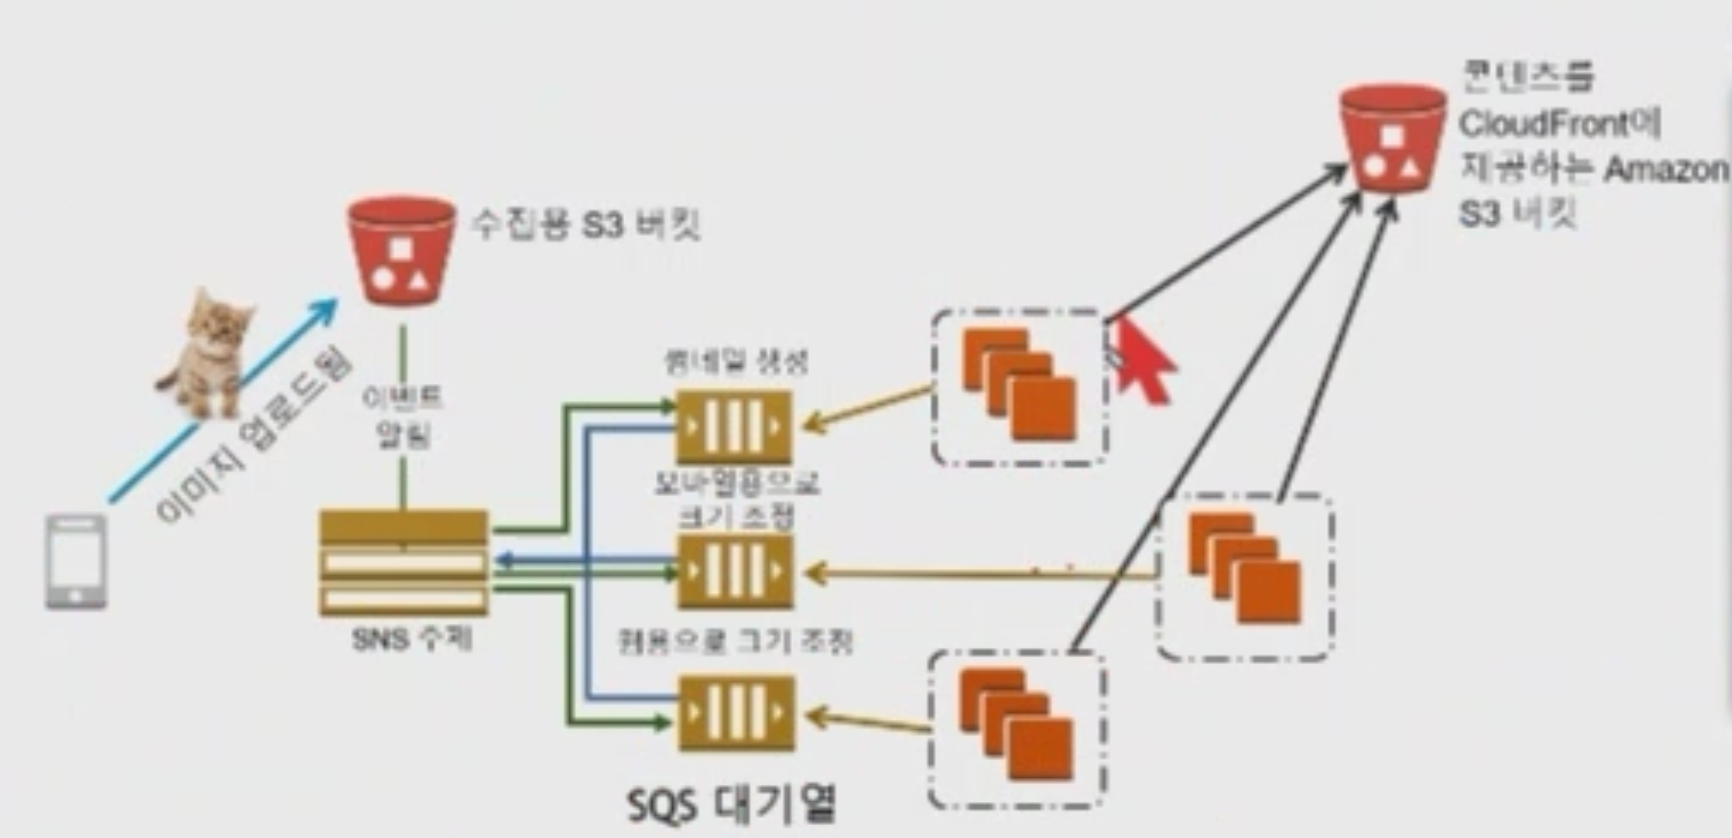 콘텐츠를
CloudFront에
제공하는 Amazon
S3 버킷
수집용 S3 버킷
이미지 업로드됨
이벤트
알림
썸네일 생성
모바일용으로
크기 조정
SNS 주제
웹용으로 크기 조정
SQS 대기열